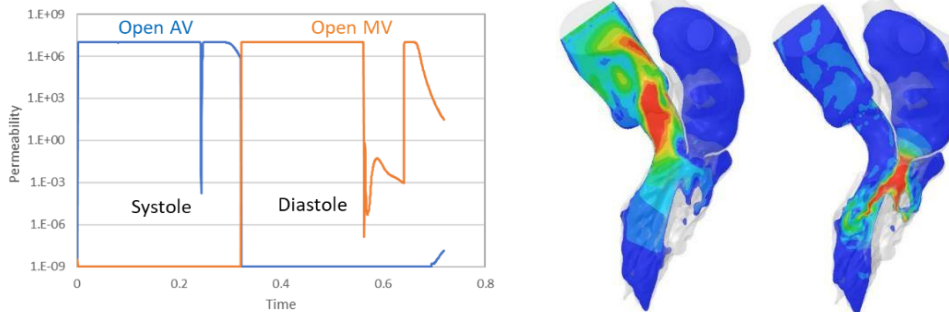 1.E+09
Open AV
Open MV
1.E+06
1.E+03
1.E+00
1.E-03
1.E-06
1.E-09
Permeability
Systole
Diastole
0
0.2
0.4
0.6
0.8
Time